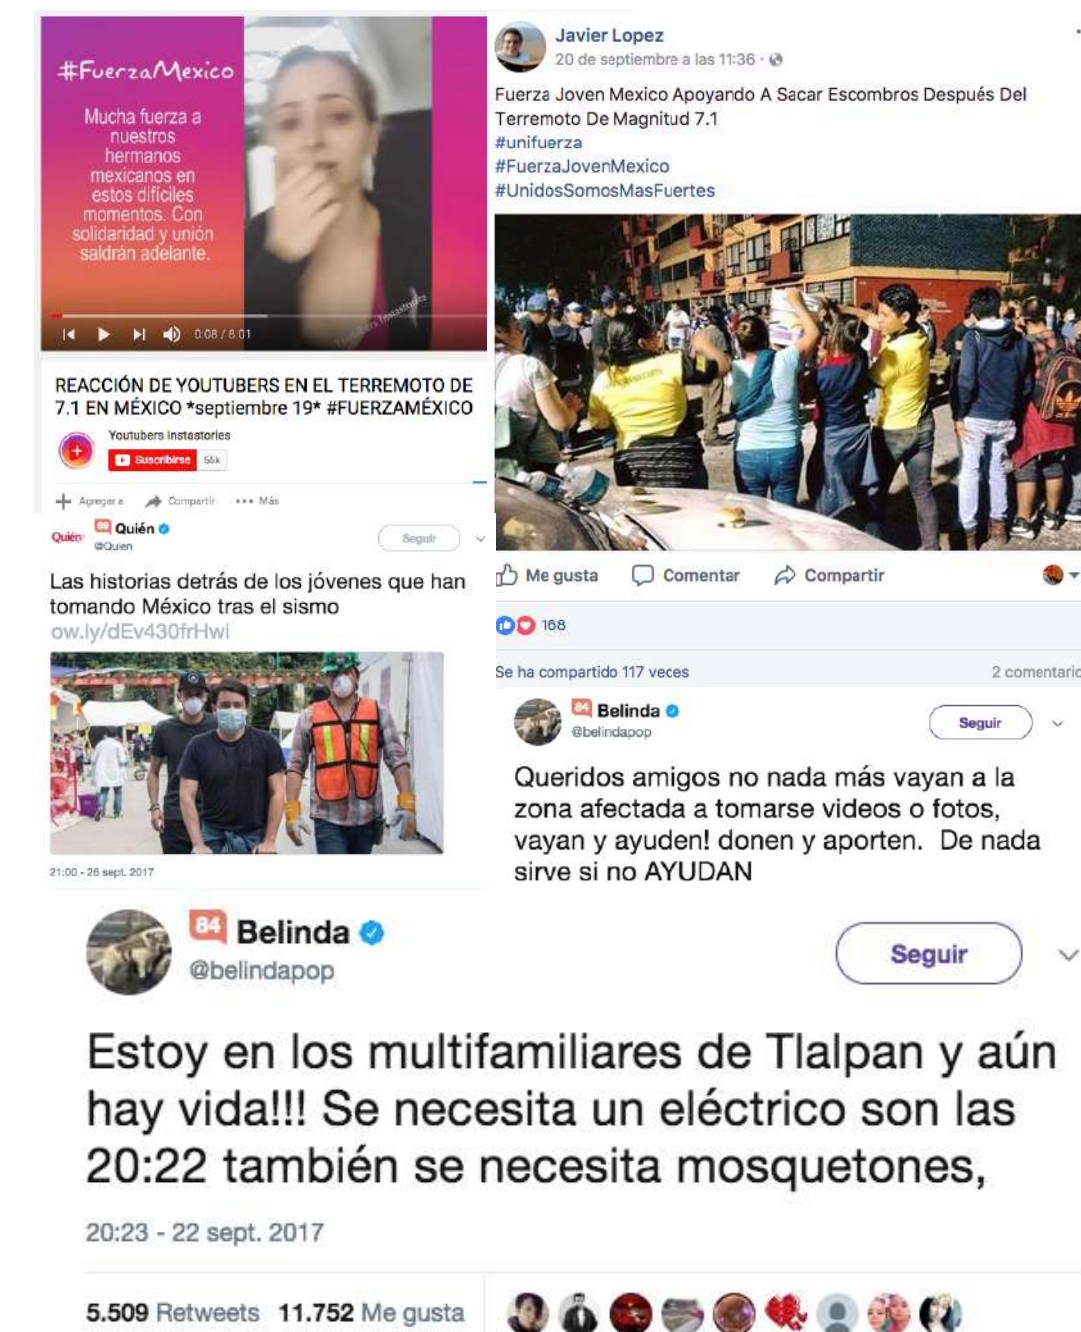 #FuerzaMexico
Mucha fuerza a
nuestros
hermanos
mexicanos en
estos difíciles
momentos. Con
solidaridad y unión
saldrán adelante.
Youtubers Instastories
0:08 / 6:01
REACCIÓN DE YOUTUBERS EN EL TERREMOTO DE
7.1 EN MÉXICO *septiembre 19* #FUERZAMÉXICO
Youtubers Instastories
Suscribirse 55k
Agregar a Compartir Más
Javier Lopez
20 de septiembre a las 11:36
Fuerza Joven Mexico Apoyando A Sacar Escombros Después Del
Terremoto De Magnitud 7.1
#unifuerza
#FuerzaJovenMexico
#UnidosSomosMasFuertes
Me gusta Comentar Compartir
168
Se ha compartido 117 veces 2 comentario
Quién 69 Quién
@Quien
Seguir
Las historias detrás de los jóvenes que han
tomando México tras el sismo
ow.ly/dEv430frHwi
21:00 - 26 sept. 2017
84 Belinda
@belindapop
Seguir
Queridos amigos no nada más vayan a la
zona afectada a tomarse videos o fotos,
vayan y ayuden! donen y aporten. De nada
sirve si no AYUDAN
84 Belinda
@belindapop
Seguir
Estoy en los multifamiliares de Tlalpan y aún
hay vida!!! Se necesita un eléctrico son las
20:22 también se necesita mosquetones,
20:23 - 22 sept. 2017
5.509 Retweets 11.752 Me gusta